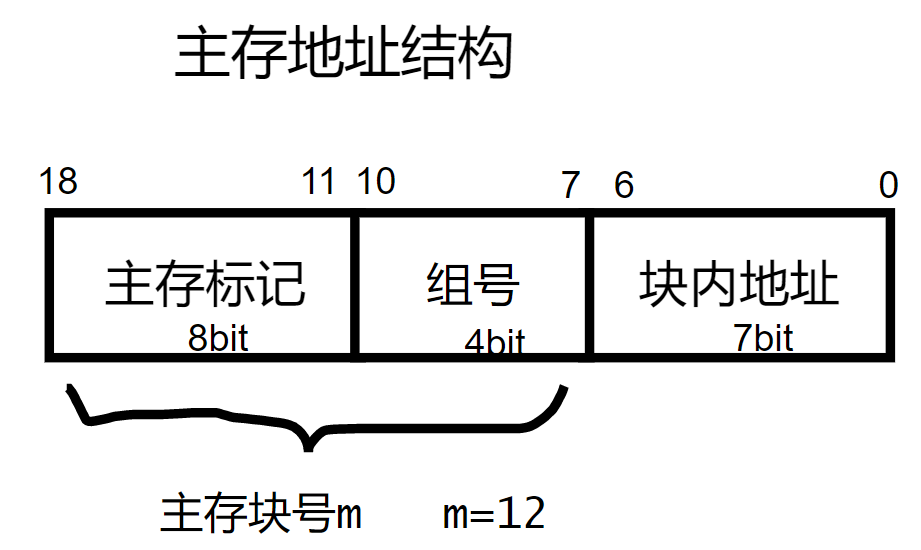 主存地址结构
18 11 10 7 6 0
主存标记 组号 块内地址
8bit 4bit 7bit
主存块号m m=12